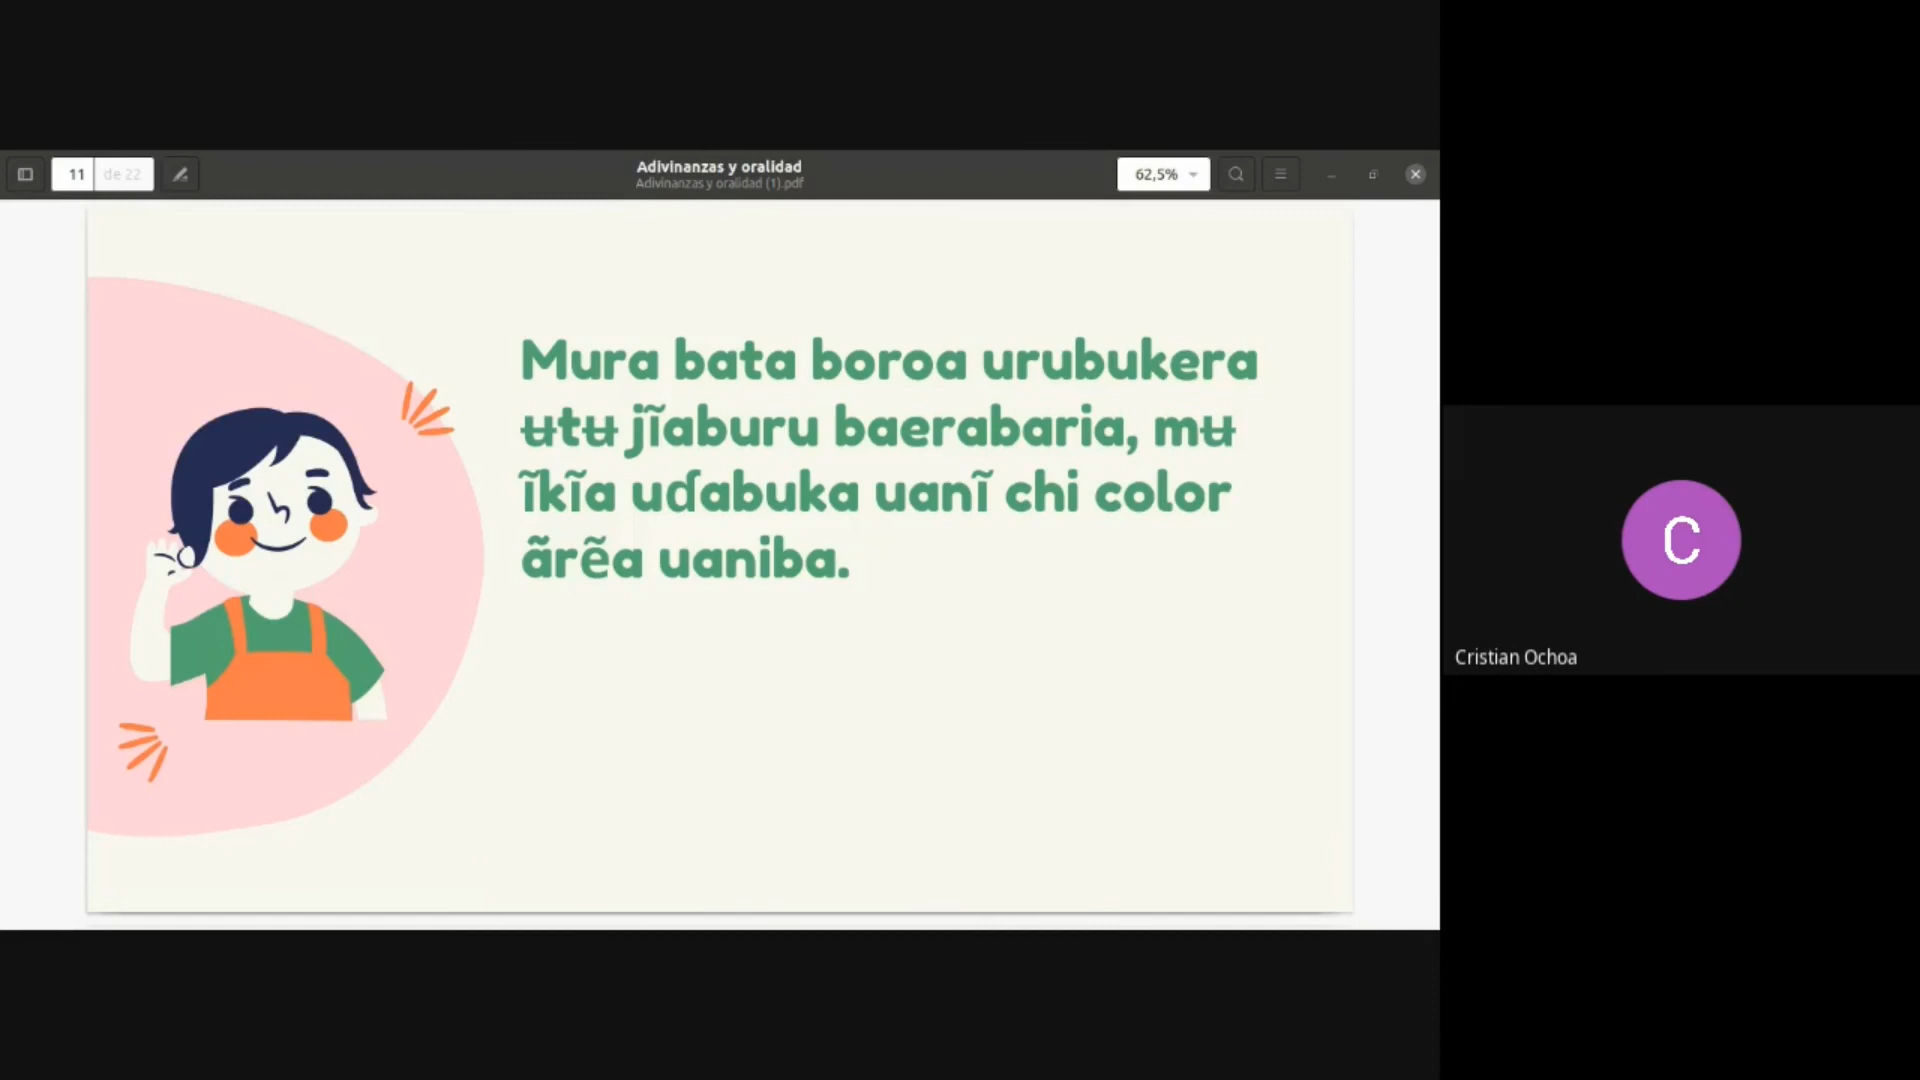 11 de 22
Adivinanzas y oralidad
Adivinanzas y oralidad (1).pdf
62,5%
Mura bata boroa urubukera
ʉtʉ jĩaburu baerabaria, mʉ
ĩkĩa uɗabuka uanĩ chi color
ãrẽa uaniba.
C
Cristian Ochoa